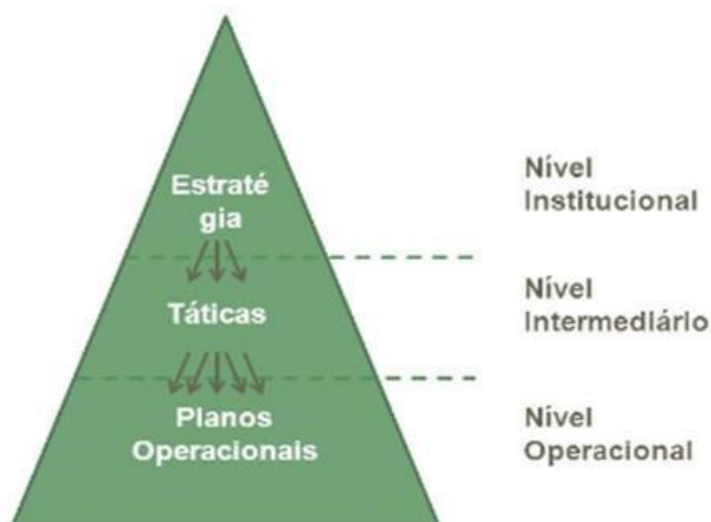 Estraté
gia
Nível
Institucional
Táticas
Nível
Intermediário
Planos
Operacionais
Nível
Operacional